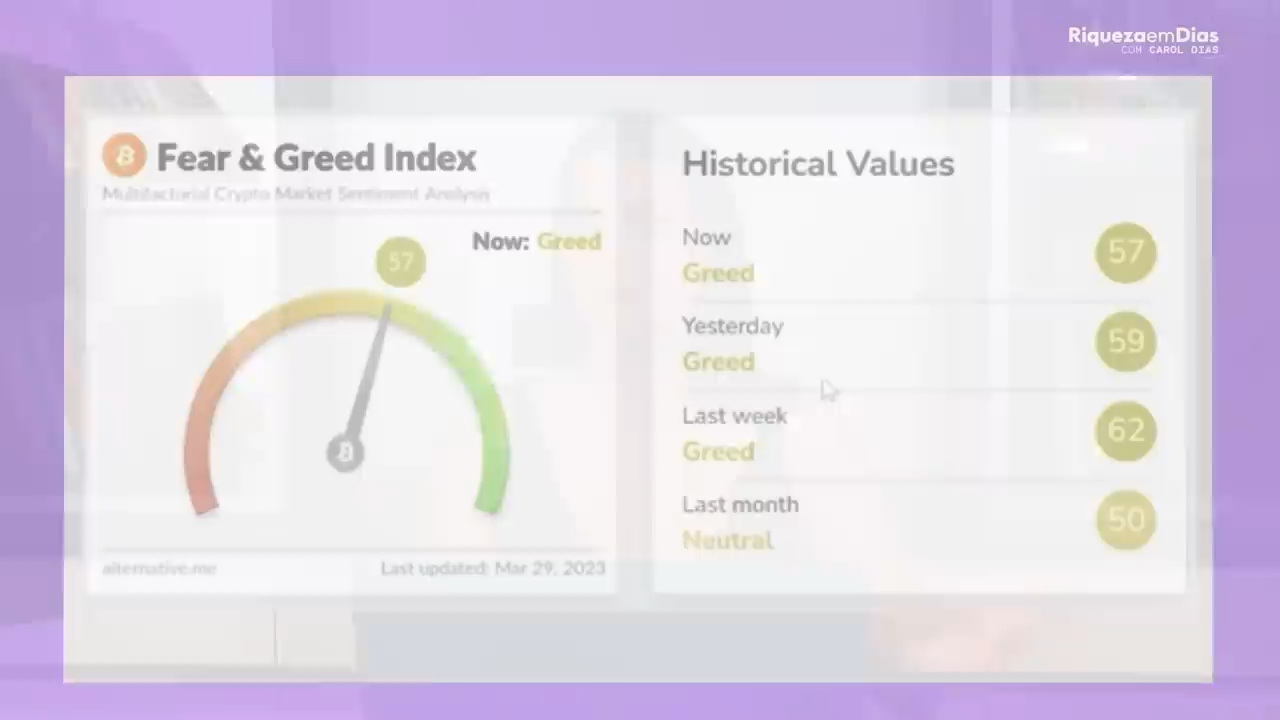 RiquezaemDias
COM CAROL DIAS
Fear & Greed Index
Multifactorial Crypto Market Sentiment Analysis
Now: Greed
57
alternative.me
Last updated: Mar 29, 2023
Historical Values
Now
Greed
57
Yesterday
Greed
59
Last week
Greed
62
Last month
Neutral
50